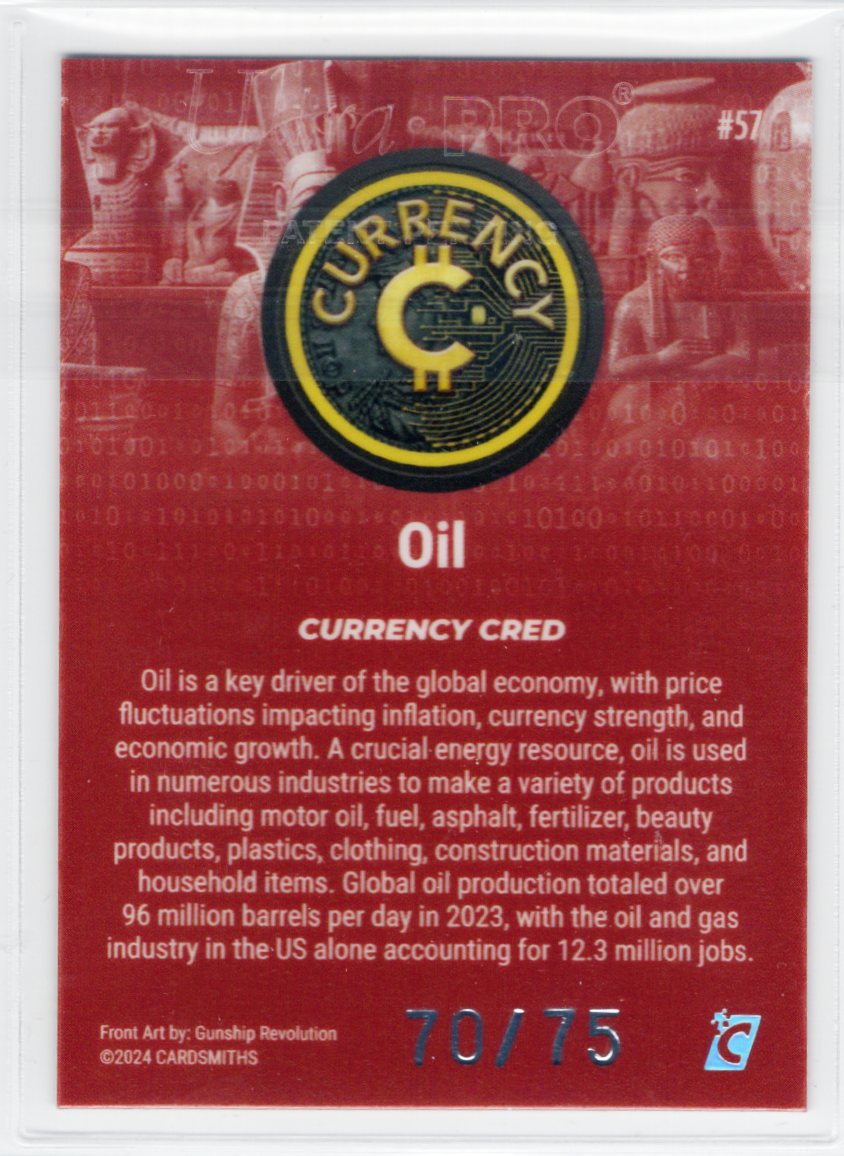 Ultra·PRO®
#57
PATENT PENDING
CURRENCY
Oil
CURRENCY CRED
Oil is a key driver of the global economy, with price
fluctuations impacting inflation, currency strength, and
economic growth. A crucial energy resource, oil is used
in numerous industries to make a variety of products
including motor oil, fuel, asphalt, fertilizer, beauty
products, plastics, clothing, construction materials, and
household items. Global oil production totaled over
96 million barrels per day in 2023, with the oil and gas
industry in the US alone accounting for 12.3 million jobs.
Front Art by: Gunship Revolution
©2024 CARDSMITHS
70/75